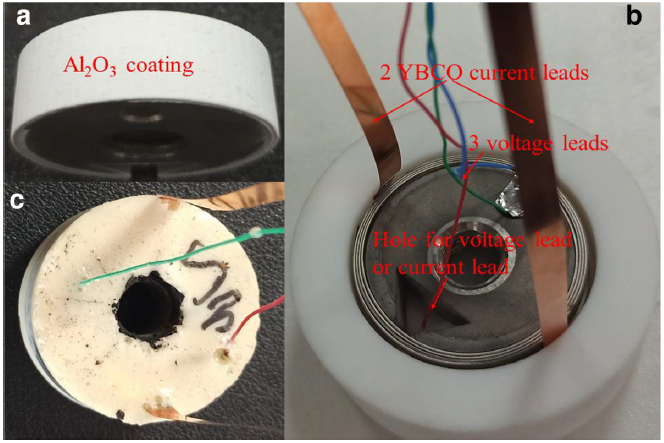 a
Al₂O₃ coating
b
2 YBCO current leads
3 voltage leads
Hole for voltage lead
or current lead
c